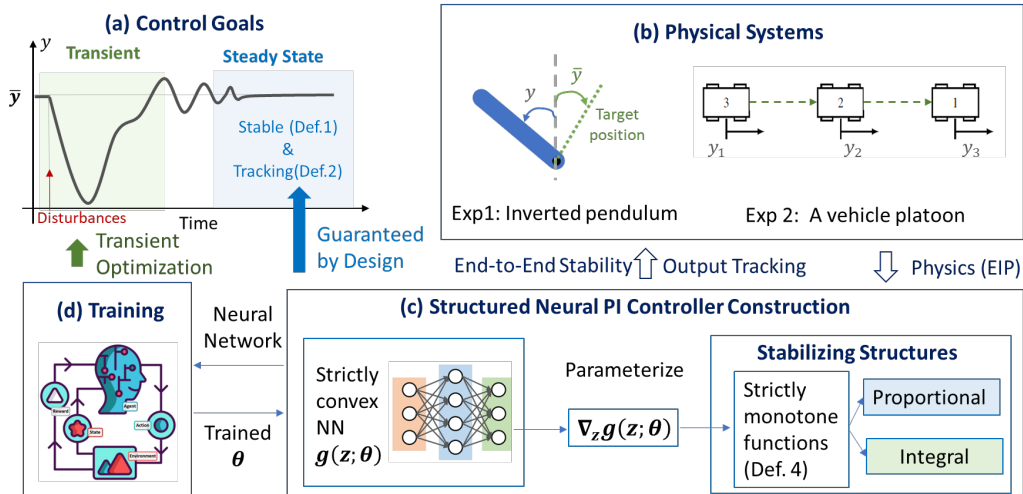 (a) Control Goals
y
Transient
Steady State
ȳ
Stable (Def.1)
&
Tracking(Def.2)
Disturbances
Time
Transient
Optimization
Guaranteed
by Design
(b) Physical Systems
y
ȳ
Target
position
3
2
1
y₁
y₂
y₃
Exp1: Inverted pendulum
Exp 2: A vehicle platoon
End-to-End Stability
Output Tracking
Physics (EIP)
(d) Training
Reward
Agent
State
Action
Environment
Neural
Network
Trained
θ
(c) Structured Neural PI Controller Construction
Strictly
convex
NN
g(z; θ)
Parameterize
∇_z g(z; θ)
Stabilizing Structures
Strictly
monotone
functions
(Def. 4)
Proportional
Integral